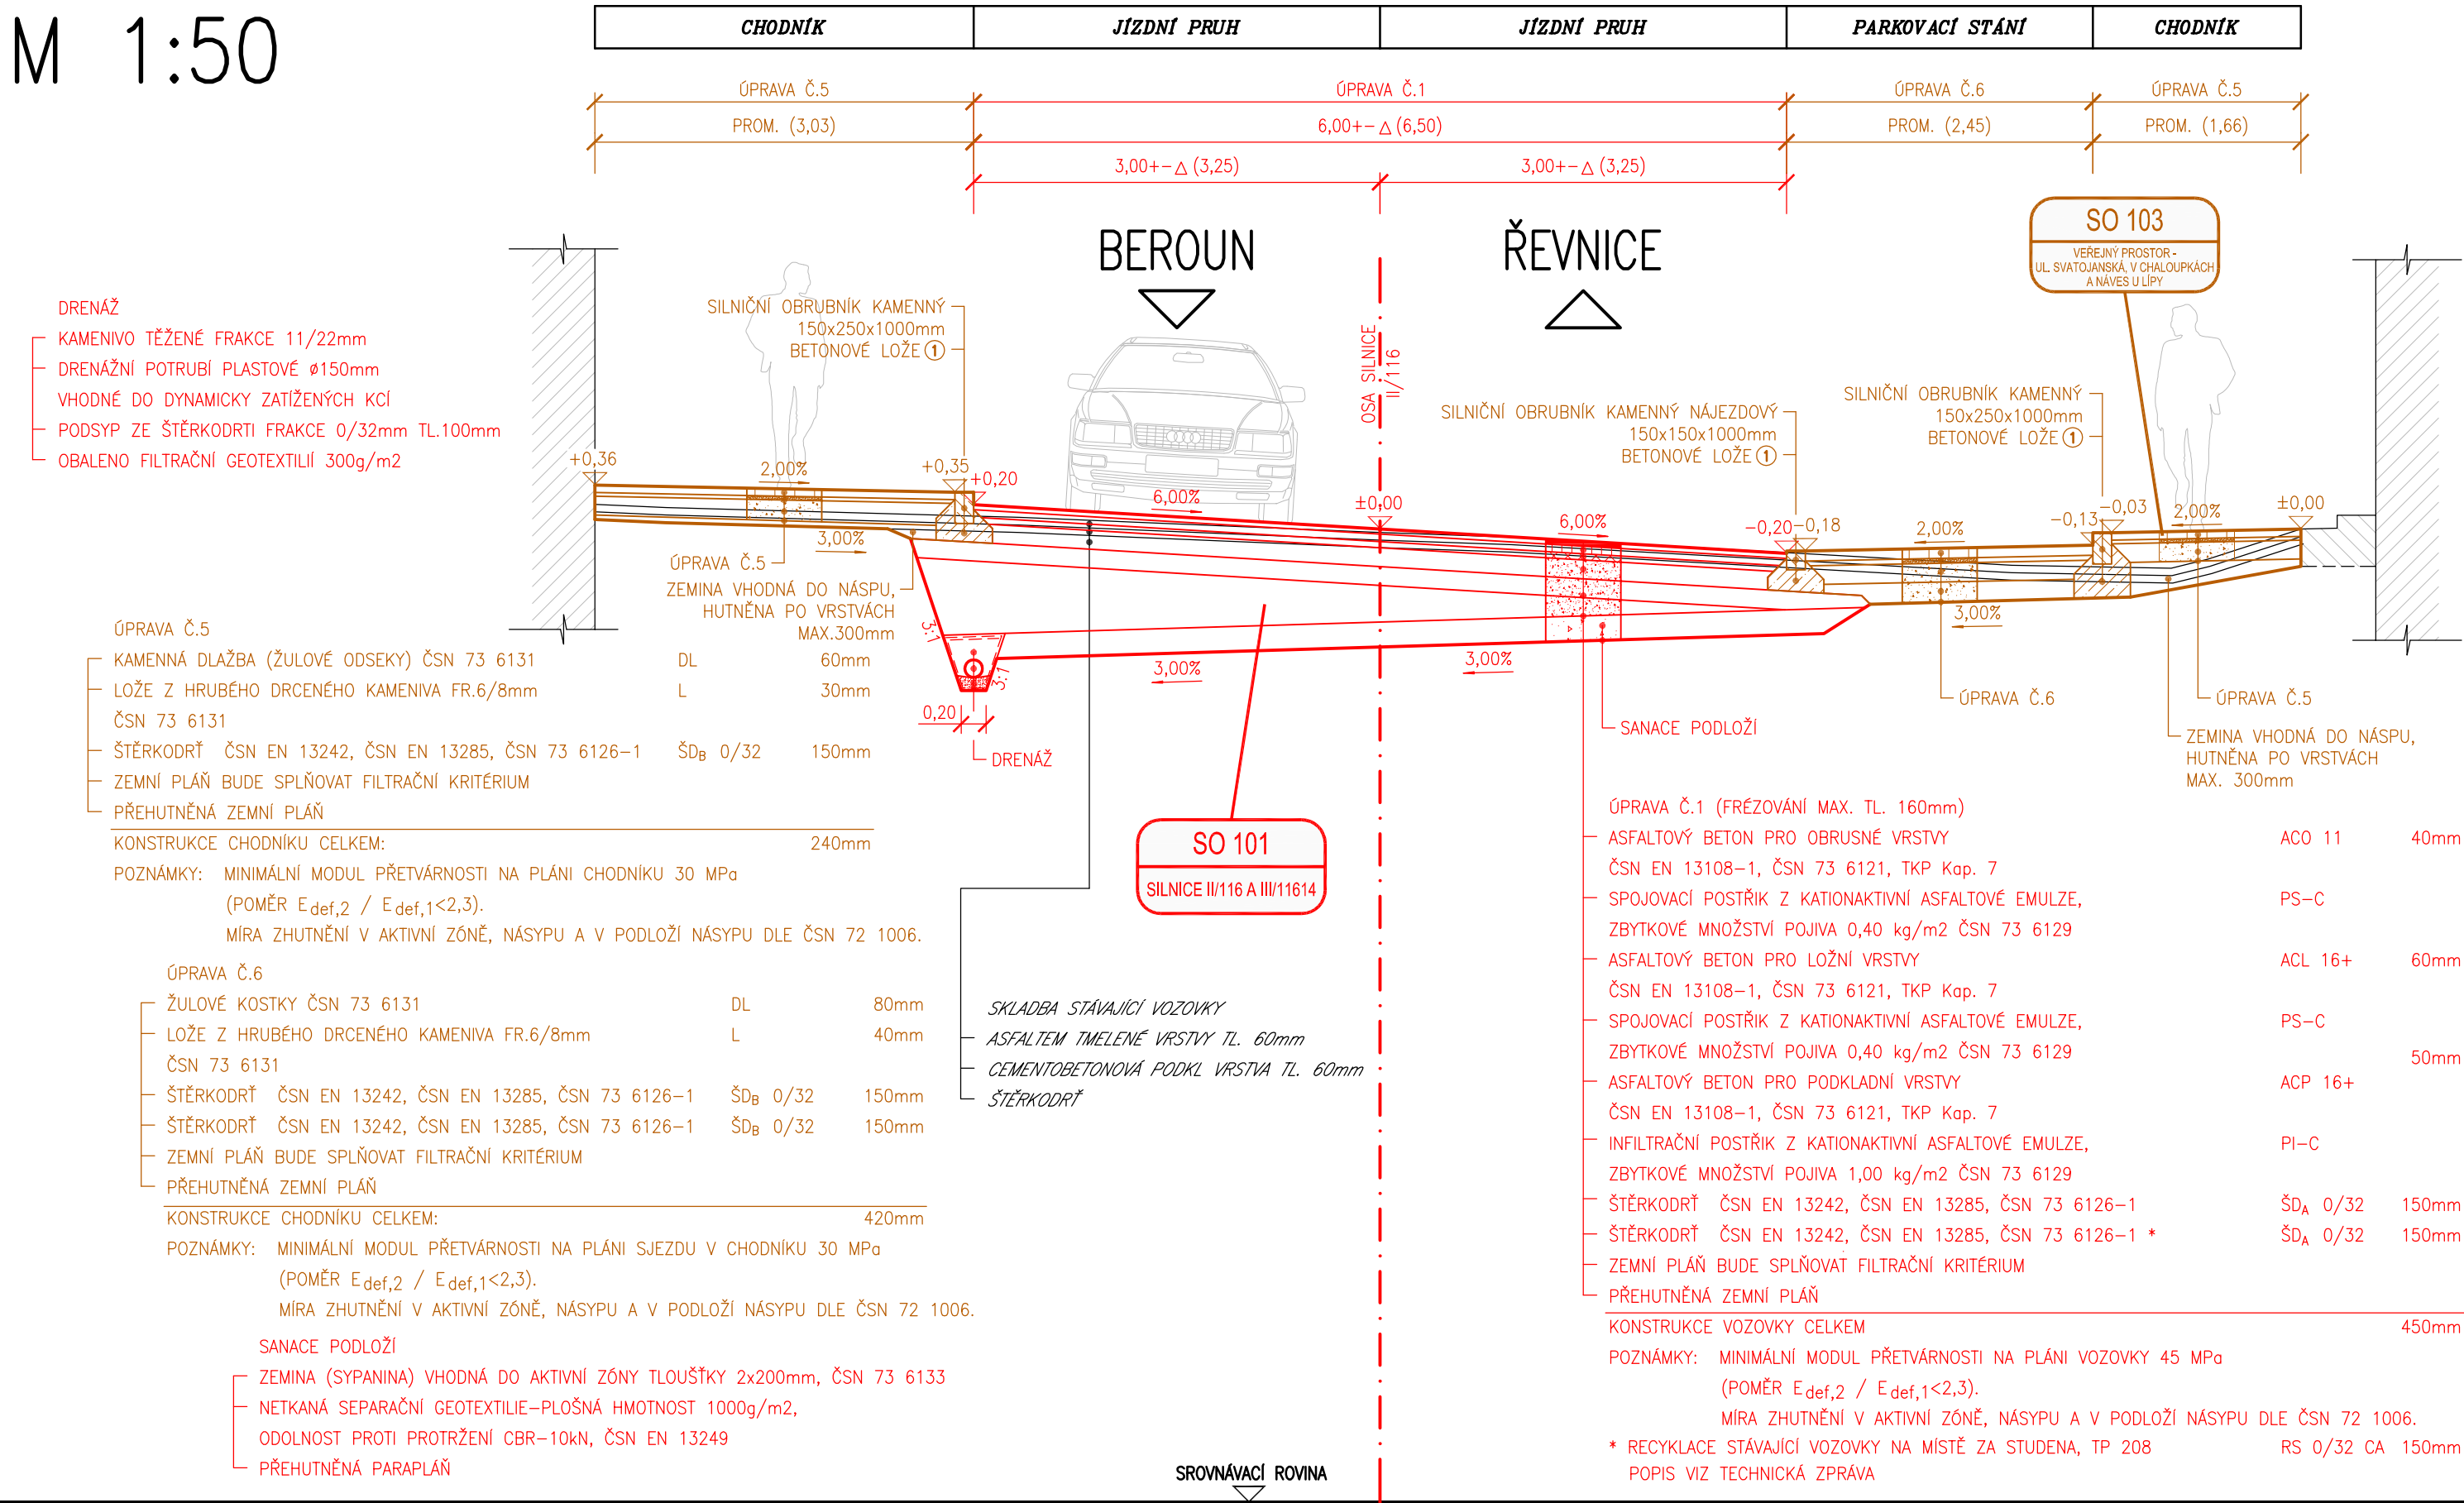 M 1:50
CHODNÍK
JÍZDNÍ PRUH
JÍZDNÍ PRUH
PARKOVACÍ STÁNÍ
CHODNÍK
ÚPRAVA Č.5
ÚPRAVA Č.1
ÚPRAVA Č.6
ÚPRAVA Č.5
PROM. (3,03)
6,00+-△(6,50)
PROM. (2,45)
PROM. (1,66)
3,00+-△(3,25)
3,00+-△(3,25)
BEROUN
ŘEVNICE
OSA SILNICE
II/116
SO 103
VEŘEJNÝ PROSTOR -
UL. SVATOJANSKÁ, V CHALOUPKÁCH
A NÁVES U LÍPY
DRENÁŽ
KAMENIVO TĚŽENÉ FRAKCE 11/22mm
DRENÁŽNÍ POTRUBÍ PLASTOVÉ ø150mm
VHODNÉ DO DYNAMICKY ZATÍŽENÝCH KCÍ
PODSYP ZE ŠTĚRKODRTI FRAKCE 0/32mm TL.100mm
OBALENO FILTRAČNÍ GEOTEXTILIÍ 300g/m2
SILNIČNÍ OBRUBNÍK KAMENNÝ
150x250x1000mm
BETONOVÉ LOŽE ①
SILNIČNÍ OBRUBNÍK KAMENNÝ NÁJEZDOVÝ
150x150x1000mm
BETONOVÉ LOŽE ①
SILNIČNÍ OBRUBNÍK KAMENNÝ
150x250x1000mm
BETONOVÉ LOŽE ①
+0,36
2,00%
+0,35
+0,20
6,00%
±0,00
6,00%
-0,20
-0,18
2,00%
-0,13
-0,03
2,00%
±0,00
3,00%
3,00%
3,00%
3,00%
3:1
3:1
0,20
DRENÁŽ
ÚPRAVA Č.5
ZEMINA VHODNÁ DO NÁSPU,
HUTNĚNA PO VRSTVÁCH
MAX.300mm
SANACE PODLOŽÍ
ÚPRAVA Č.6
ÚPRAVA Č.5
ZEMINA VHODNÁ DO NÁSPU,
HUTNĚNA PO VRSTVÁCH
MAX. 300mm
SO 101
SILNICE II/116 A III/11614
ÚPRAVA Č.5
KAMENNÁ DLAŽBA (ŽULOVÉ ODSEKY) ČSN 73 6131 DL 60mm
LOŽE Z HRUBÉHO DRCENÉHO KAMENIVA FR.6/8mm L 30mm
ČSN 73 6131
ŠTĚRKODRŤ ČSN EN 13242, ČSN EN 13285, ČSN 73 6126-1 ŠDB 0/32 150mm
ZEMNÍ PLÁŇ BUDE SPLŇOVAT FILTRAČNÍ KRITÉRIUM
PŘEHUTNĚNÁ ZEMNÍ PLÁŇ
KONSTRUKCE CHODNÍKU CELKEM: 240mm
POZNÁMKY: MINIMÁLNÍ MODUL PŘETVÁRNOSTI NA PLÁNI CHODNÍKU 30 MPa
(POMĚR Edef,2 / Edef,1<2,3).
MÍRA ZHUTNĚNÍ V AKTIVNÍ ZÓNĚ, NÁSYPU A V PODLOŽÍ NÁSYPU DLE ČSN 72 1006.
ÚPRAVA Č.6
ŽULOVÉ KOSTKY ČSN 73 6131 DL 80mm
LOŽE Z HRUBÉHO DRCENÉHO KAMENIVA FR.6/8mm L 40mm
ČSN 73 6131
ŠTĚRKODRŤ ČSN EN 13242, ČSN EN 13285, ČSN 73 6126-1 ŠDB 0/32 150mm
ŠTĚRKODRŤ ČSN EN 13242, ČSN EN 13285, ČSN 73 6126-1 ŠDB 0/32 150mm
ZEMNÍ PLÁŇ BUDE SPLŇOVAT FILTRAČNÍ KRITÉRIUM
PŘEHUTNĚNÁ ZEMNÍ PLÁŇ
KONSTRUKCE CHODNÍKU CELKEM: 420mm
POZNÁMKY: MINIMÁLNÍ MODUL PŘETVÁRNOSTI NA PLÁNI SJEZDU V CHODNÍKU 30 MPa
(POMĚR Edef,2 / Edef,1<2,3).
MÍRA ZHUTNĚNÍ V AKTIVNÍ ZÓNĚ, NÁSYPU A V PODLOŽÍ NÁSYPU DLE ČSN 72 1006.
SANACE PODLOŽÍ
ZEMINA (SYPANINA) VHODNÁ DO AKTIVNÍ ZÓNY TLOUŠŤKY 2x200mm, ČSN 73 6133
NETKANÁ SEPARAČNÍ GEOTEXTILIE-PLOŠNÁ HMOTNOST 1000g/m2,
ODOLNOST PROTI PROTRŽENÍ CBR-10kN, ČSN EN 13249
PŘEHUTNĚNÁ PARAPLÁŇ
SKLADBA STÁVAJÍCÍ VOZOVKY
ASFALTEM TMELENÉ VRSTVY TL. 60mm
CEMENTOBETONOVÁ PODKL VRSTVA TL. 60mm
ŠTĚRKODRŤ
ÚPRAVA Č.1 (FRÉZOVÁNÍ MAX. TL. 160mm)
ASFALTOVÝ BETON PRO OBRUSNÉ VRSTVY ACO 11 40mm
ČSN EN 13108-1, ČSN 73 6121, TKP Kap. 7
SPOJOVACÍ POSTŘIK Z KATIONAKTIVNÍ ASFALTOVÉ EMULZE, PS-C
ZBYTKOVÉ MNOŽSTVÍ POJIVA 0,40 kg/m2 ČSN 73 6129
ASFALTOVÝ BETON PRO LOŽNÍ VRSTVY ACL 16+ 60mm
ČSN EN 13108-1, ČSN 73 6121, TKP Kap. 7
SPOJOVACÍ POSTŘIK Z KATIONAKTIVNÍ ASFALTOVÉ EMULZE, PS-C
ZBYTKOVÉ MNOŽSTVÍ POJIVA 0,40 kg/m2 ČSN 73 6129 50mm
ASFALTOVÝ BETON PRO PODKLADNÍ VRSTVY ACP 16+
ČSN EN 13108-1, ČSN 73 6121, TKP Kap. 7
INFILTRAČNÍ POSTŘIK Z KATIONAKTIVNÍ ASFALTOVÉ EMULZE, PI-C
ZBYTKOVÉ MNOŽSTVÍ POJIVA 1,00 kg/m2 ČSN 73 6129
ŠTĚRKODRŤ ČSN EN 13242, ČSN EN 13285, ČSN 73 6126-1 ŠDA 0/32 150mm
ŠTĚRKODRŤ ČSN EN 13242, ČSN EN 13285, ČSN 73 6126-1 * ŠDA 0/32 150mm
ZEMNÍ PLÁŇ BUDE SPLŇOVAT FILTRAČNÍ KRITÉRIUM
PŘEHUTNĚNÁ ZEMNÍ PLÁŇ
KONSTRUKCE VOZOVKY CELKEM 450mm
POZNÁMKY: MINIMÁLNÍ MODUL PŘETVÁRNOSTI NA PLÁNI VOZOVKY 45 MPa
(POMĚR Edef,2 / Edef,1<2,3).
MÍRA ZHUTNĚNÍ V AKTIVNÍ ZÓNĚ, NÁSYPU A V PODLOŽÍ NÁSYPU DLE ČSN 72 1006.
* RECYKLACE STÁVAJÍCÍ VOZOVKY NA MÍSTĚ ZA STUDENA, TP 208 RS 0/32 CA 150mm
POPIS VIZ TECHNICKÁ ZPRÁVA
SROVNÁVACÍ ROVINA